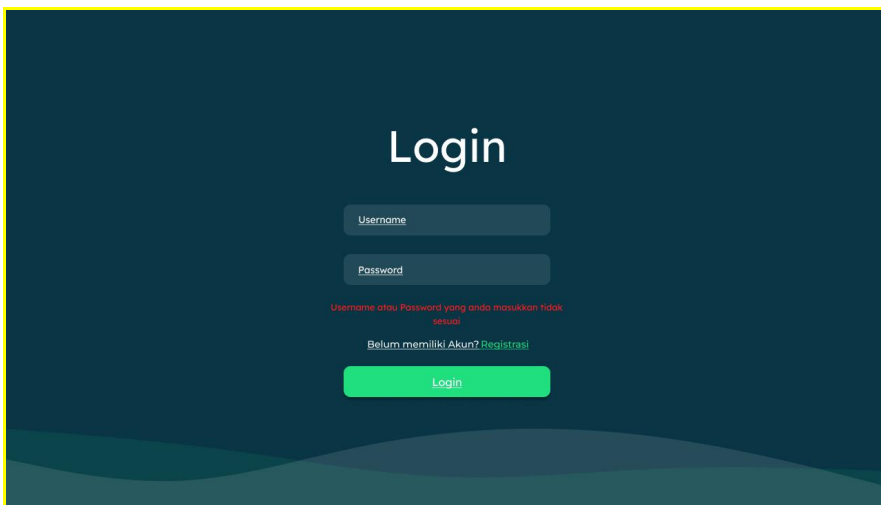 Login
Username
Password
Username atau Password yang anda masukkan tidak
sesuai
Belum memiliki Akun? Registrasi
Login